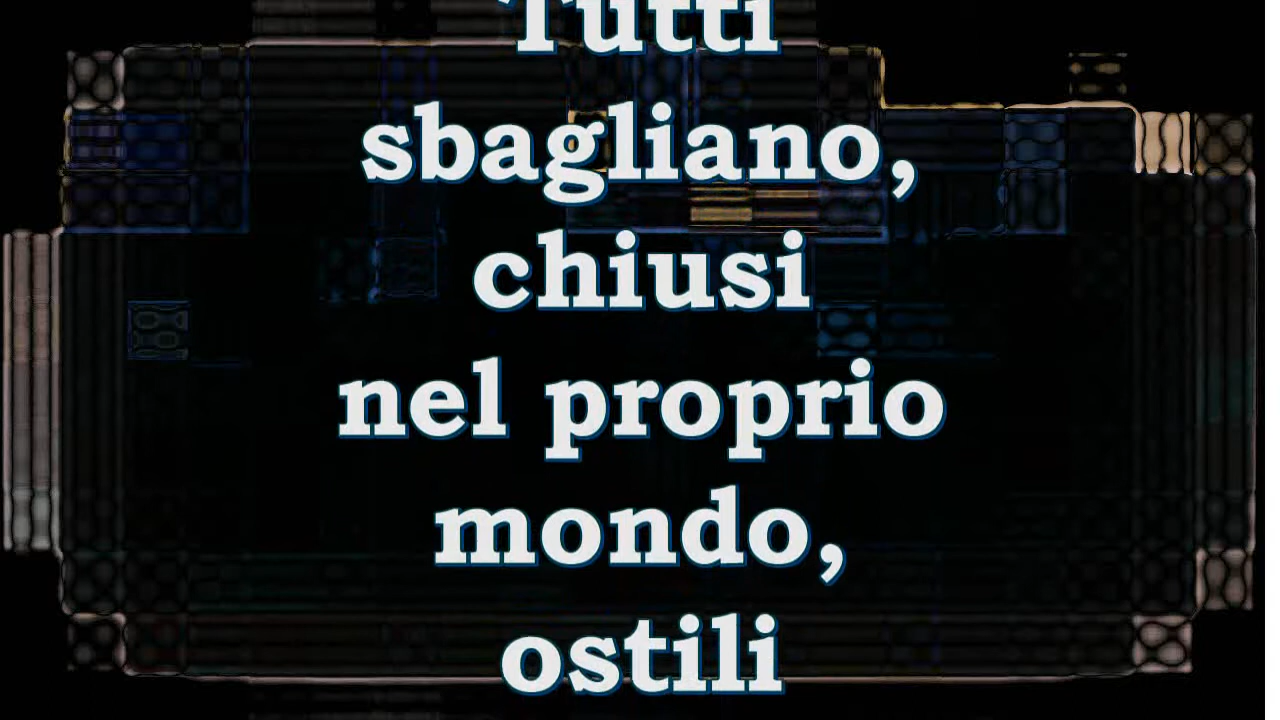 Tutti
sbagliano,
chiusi
nel proprio
mondo,
ostili